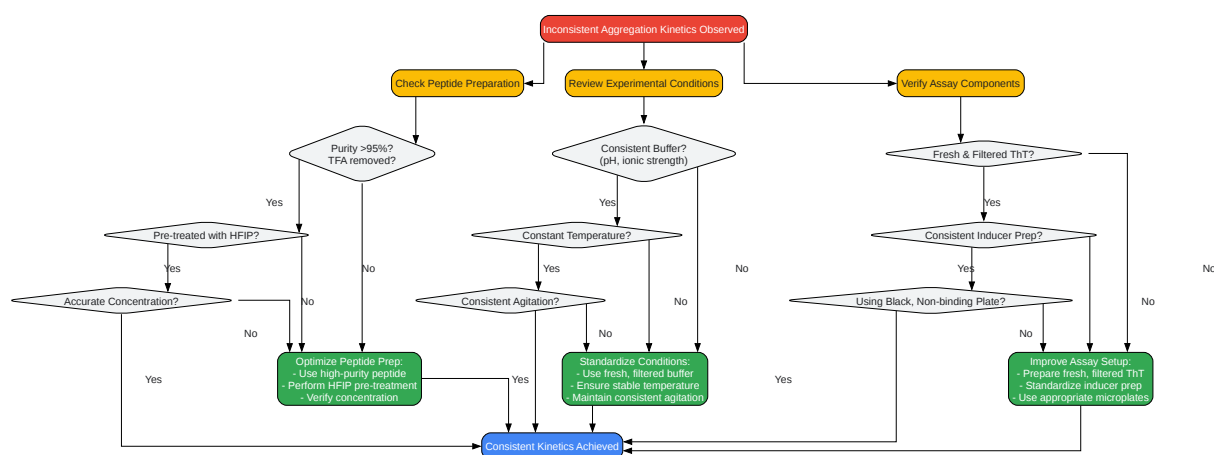 Inconsistent Aggregation Kinetics Observed
Check Peptide Preparation
Review Experimental Conditions
Verify Assay Components
Purity >95%?
TFA removed?
Consistent Buffer?
(pH, ionic strength)
Fresh & Filtered ThT?
Yes
Yes
Yes
Pre-treated with HFIP?
Constant Temperature?
Consistent Inducer Prep?
Yes
No
Yes
No
Yes
No
Accurate Concentration?
No
Consistent Agitation?
No
Using Black, Non-binding Plate?
No
No
No
No
Optimize Peptide Prep:
- Use high-purity peptide
- Perform HFIP pre-treatment
- Verify concentration
Standardize Conditions:
- Use fresh, filtered buffer
- Ensure stable temperature
- Maintain consistent agitation
Improve Assay Setup:
- Prepare fresh, filtered ThT
- Standardize inducer prep
- Use appropriate microplates
Yes
Yes
Yes
Consistent Kinetics Achieved